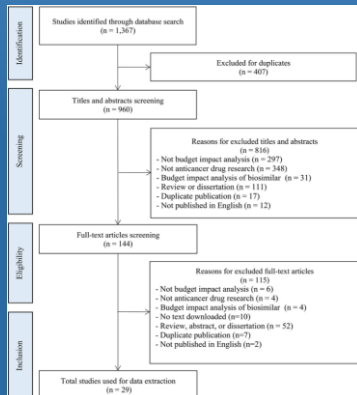 Identification
Studies identified through database search
(n = 1,367)
Excluded for duplicates
(n = 407)
Screening
Titles and abstracts screening
(n = 960)
Reasons for excluded titles and abstracts
(n = 816)
- Not budget impact analysis (n = 297)
- Not anticancer drug research (n = 348)
- Budget impact analysis of biosimilar (n = 31)
- Review or dissertation (n = 111)
- Duplicate publication (n = 17)
- Not published in English (n = 12)
Eligibility
Full-text articles screening
(n = 144)
Reasons for excluded full-text articles
(n = 115)
- Not budget impact analysis (n = 6)
- Not anticancer drug research (n = 4)
- Budget impact analysis of biosimilar (n = 4)
- No text downloaded (n=10)
- Review, abstract, or dissertation (n = 52)
- Duplicate publication (n=7)
- Not published in English (n=2)
Inclusion
Total studies used for data extraction
(n = 29)